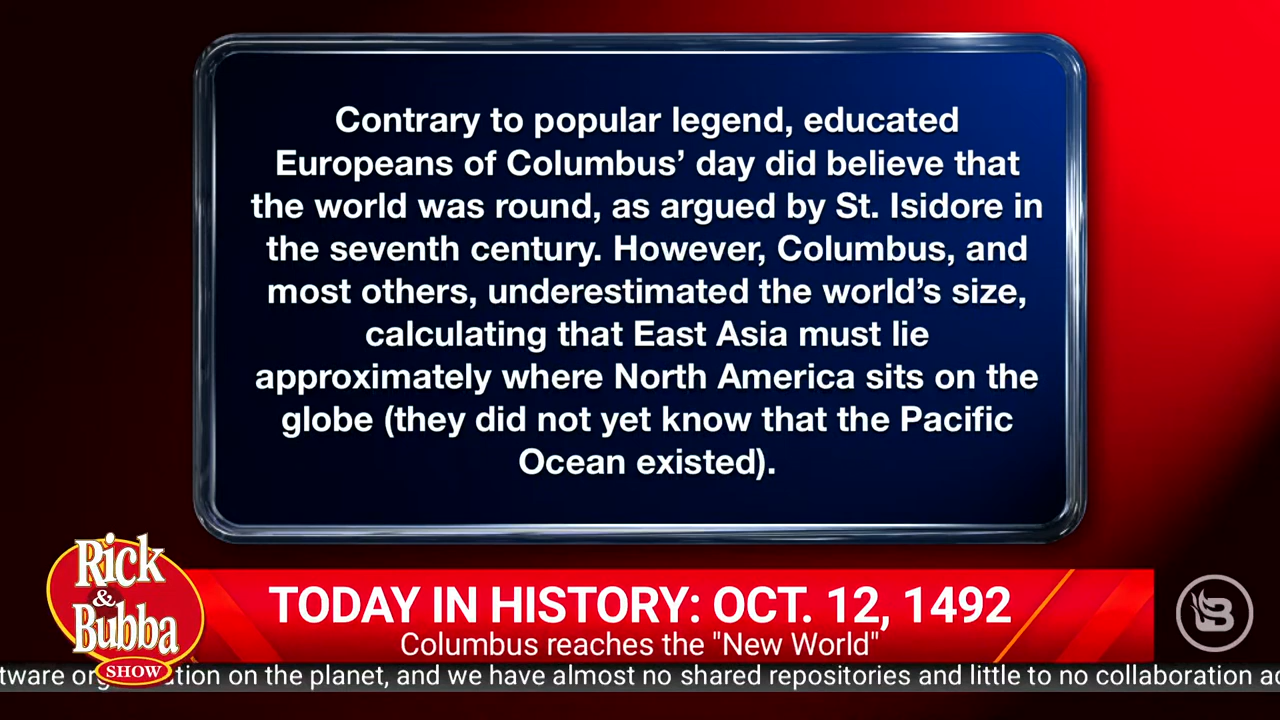 Contrary to popular legend, educated
Europeans of Columbus’ day did believe that
the world was round, as argued by St. Isidore in
the seventh century. However, Columbus, and
most others, underestimated the world’s size,
calculating that East Asia must lie
approximately where North America sits on the
globe (they did not yet know that the Pacific
Ocean existed).
Rick
&
Bubba
SHOW
TODAY IN HISTORY: OCT. 12, 1492
Columbus reaches the "New World"
on the planet, and we have almost no shared repositories and little to no collaboration